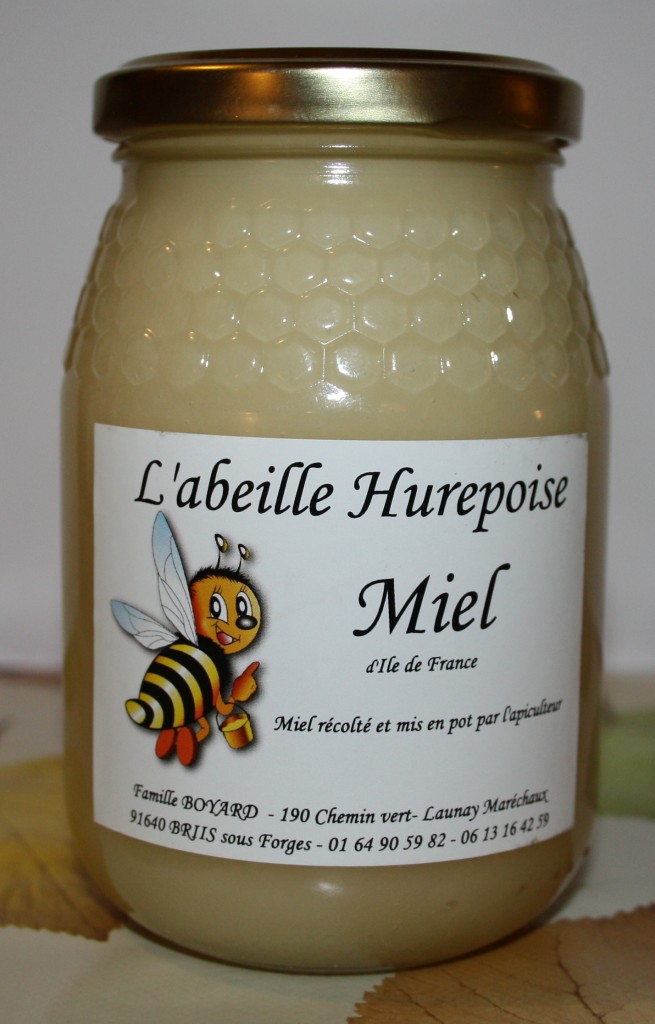 L'abeille Hurepoise
Miel
d'Ile de France
Miel récolté et mis en pot par l'apiculteur
Famille BOYARD - 190 Chemin vert- Launay Maréchaux
91640 BRIIS sous Forges - 01 64 90 59 82 - 06 13 16 42 59